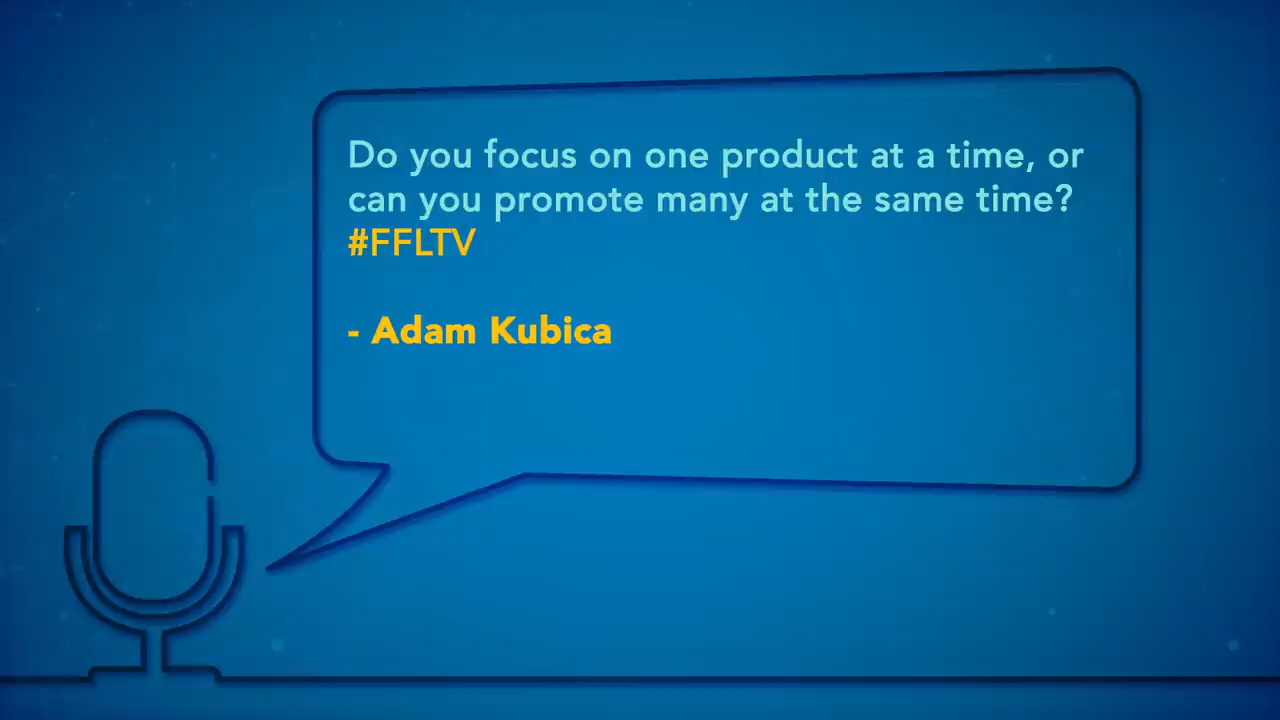 Do you focus on one product at a time, or
can you promote many at the same time?
#FFLTV
- Adam Kubica